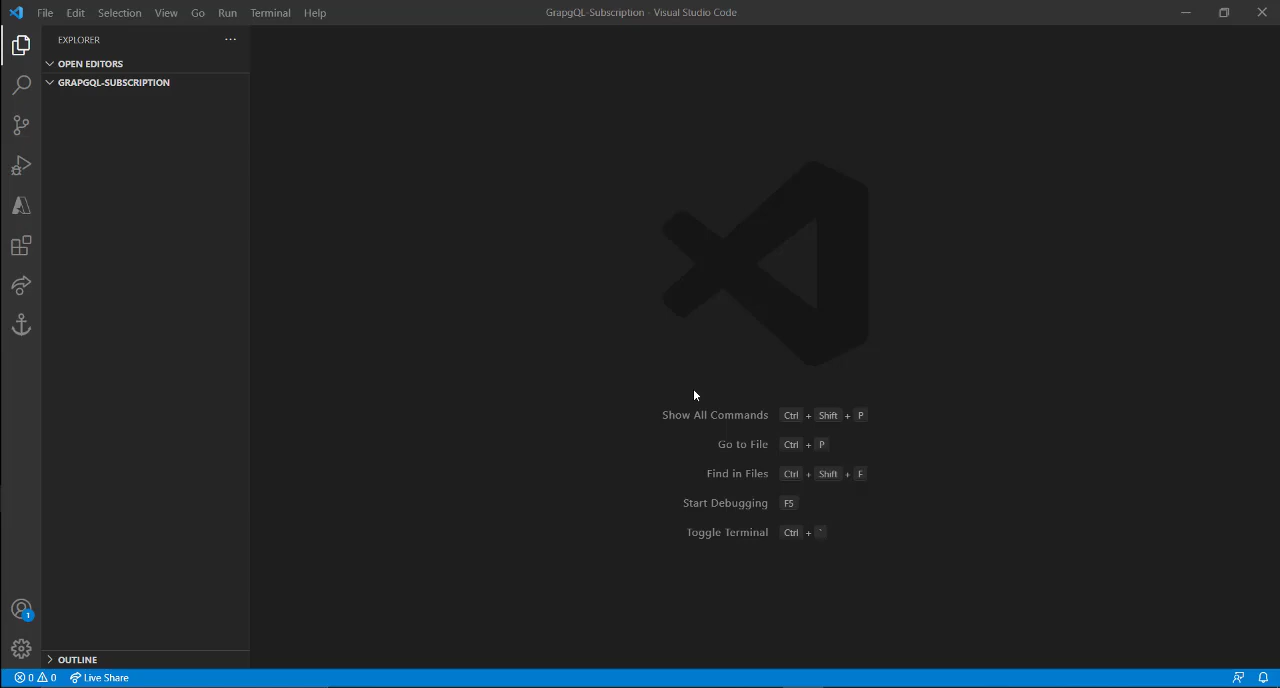 File Edit Selection View Go Run Terminal Help GrapgQL-Subscription - Visual Studio Code
EXPLORER
OPEN EDITORS
GRAPGQL-SUBSCRIPTION
Show All Commands Ctrl + Shift + P
Go to File Ctrl + P
Find in Files Ctrl + Shift + F
Start Debugging F5
Toggle Terminal Ctrl + `
1
OUTLINE
0 0 Live Share